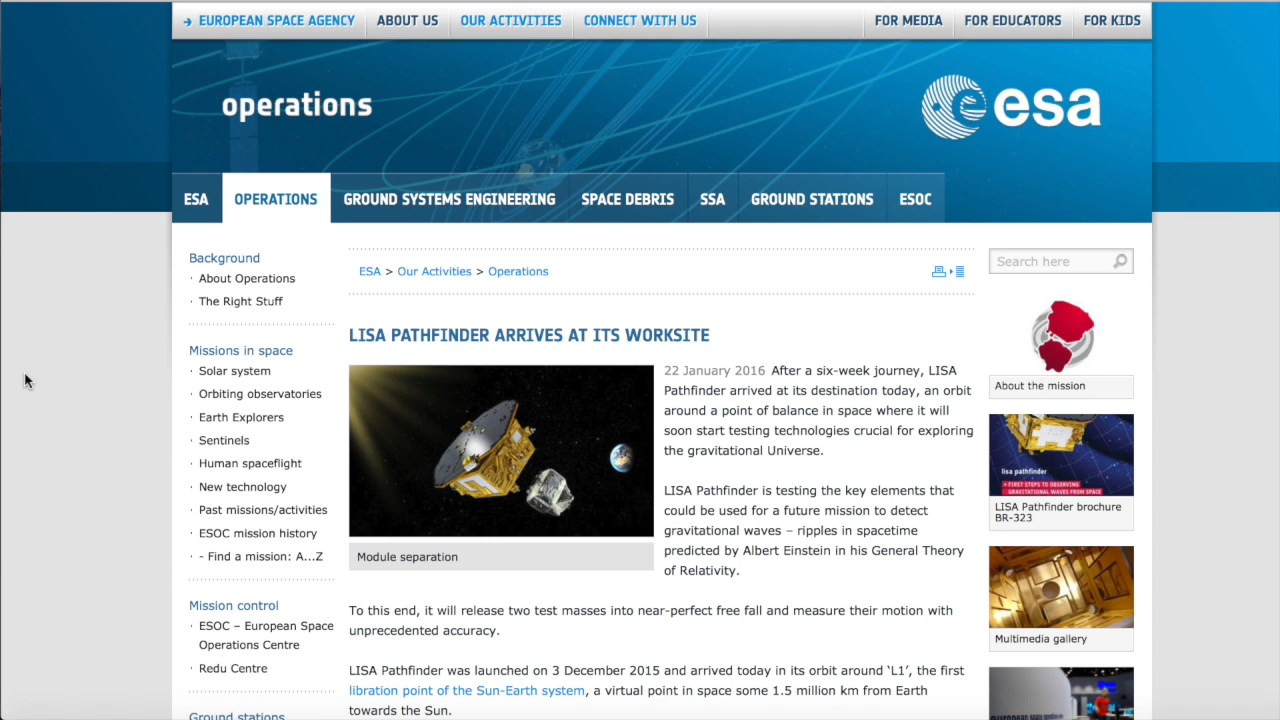 EUROPEAN SPACE AGENCY ABOUT US OUR ACTIVITIES CONNECT WITH US FOR MEDIA FOR EDUCATORS FOR KIDS
operations
esa
ESA OPERATIONS GROUND SYSTEMS ENGINEERING SPACE DEBRIS SSA GROUND STATIONS ESOC
Background
· About Operations
· The Right Stuff
Missions in space
· Solar system
· Orbiting observatories
· Earth Explorers
· Sentinels
· Human spaceflight
· New technology
· Past missions/activities
· ESOC mission history
· - Find a mission: A...Z
Mission control
· ESOC – European Space
Operations Centre
· Redu Centre
Ground stations
ESA > Our Activities > Operations
LISA PATHFINDER ARRIVES AT ITS WORKSITE
Module separation
22 January 2016 After a six-week journey, LISA
Pathfinder arrived at its destination today, an orbit
around a point of balance in space where it will
soon start testing technologies crucial for exploring
the gravitational Universe.
LISA Pathfinder is testing the key elements that
could be used for a future mission to detect
gravitational waves – ripples in spacetime
predicted by Albert Einstein in his General Theory
of Relativity.
To this end, it will release two test masses into near-perfect free fall and measure their motion with
unprecedented accuracy.
LISA Pathfinder was launched on 3 December 2015 and arrived today in its orbit around ‘L1’, the first
libration point of the Sun-Earth system, a virtual point in space some 1.5 million km from Earth
towards the Sun.
Search here
About the mission
lisa pathfinder
FIRST STEPS TO OBSERVING
GRAVITATIONAL WAVES FROM SPACE
LISA Pathfinder brochure
BR-323
Multimedia gallery